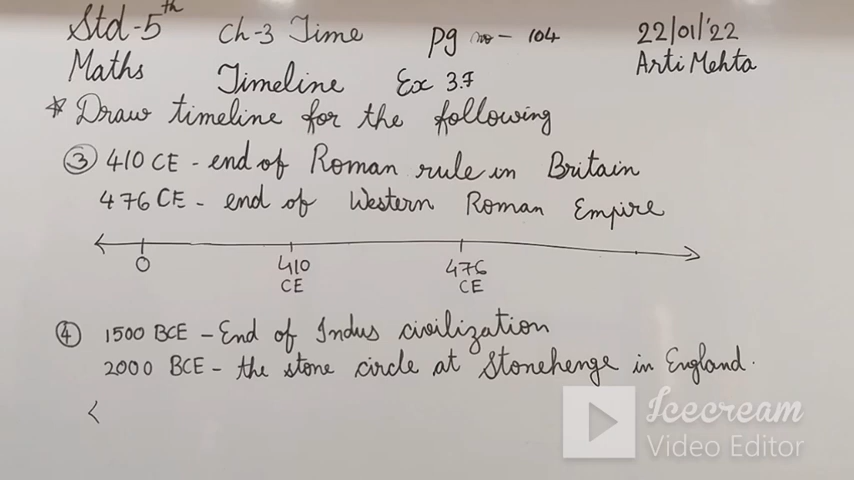 Std-5th Ch-3 Time pg no- 104 22/01/'22
Maths Timeline Ex 3.7 Arti Mehta
* Draw timeline for the following
③ 410 CE - end of Roman rule in Britain
476 CE - end of Western Roman Empire
0 410 CE 476 CE
④ 1500 BCE - End of Indus civilization
2000 BCE - the stone circle at Stonehenge in England.
Icecream
Video Editor